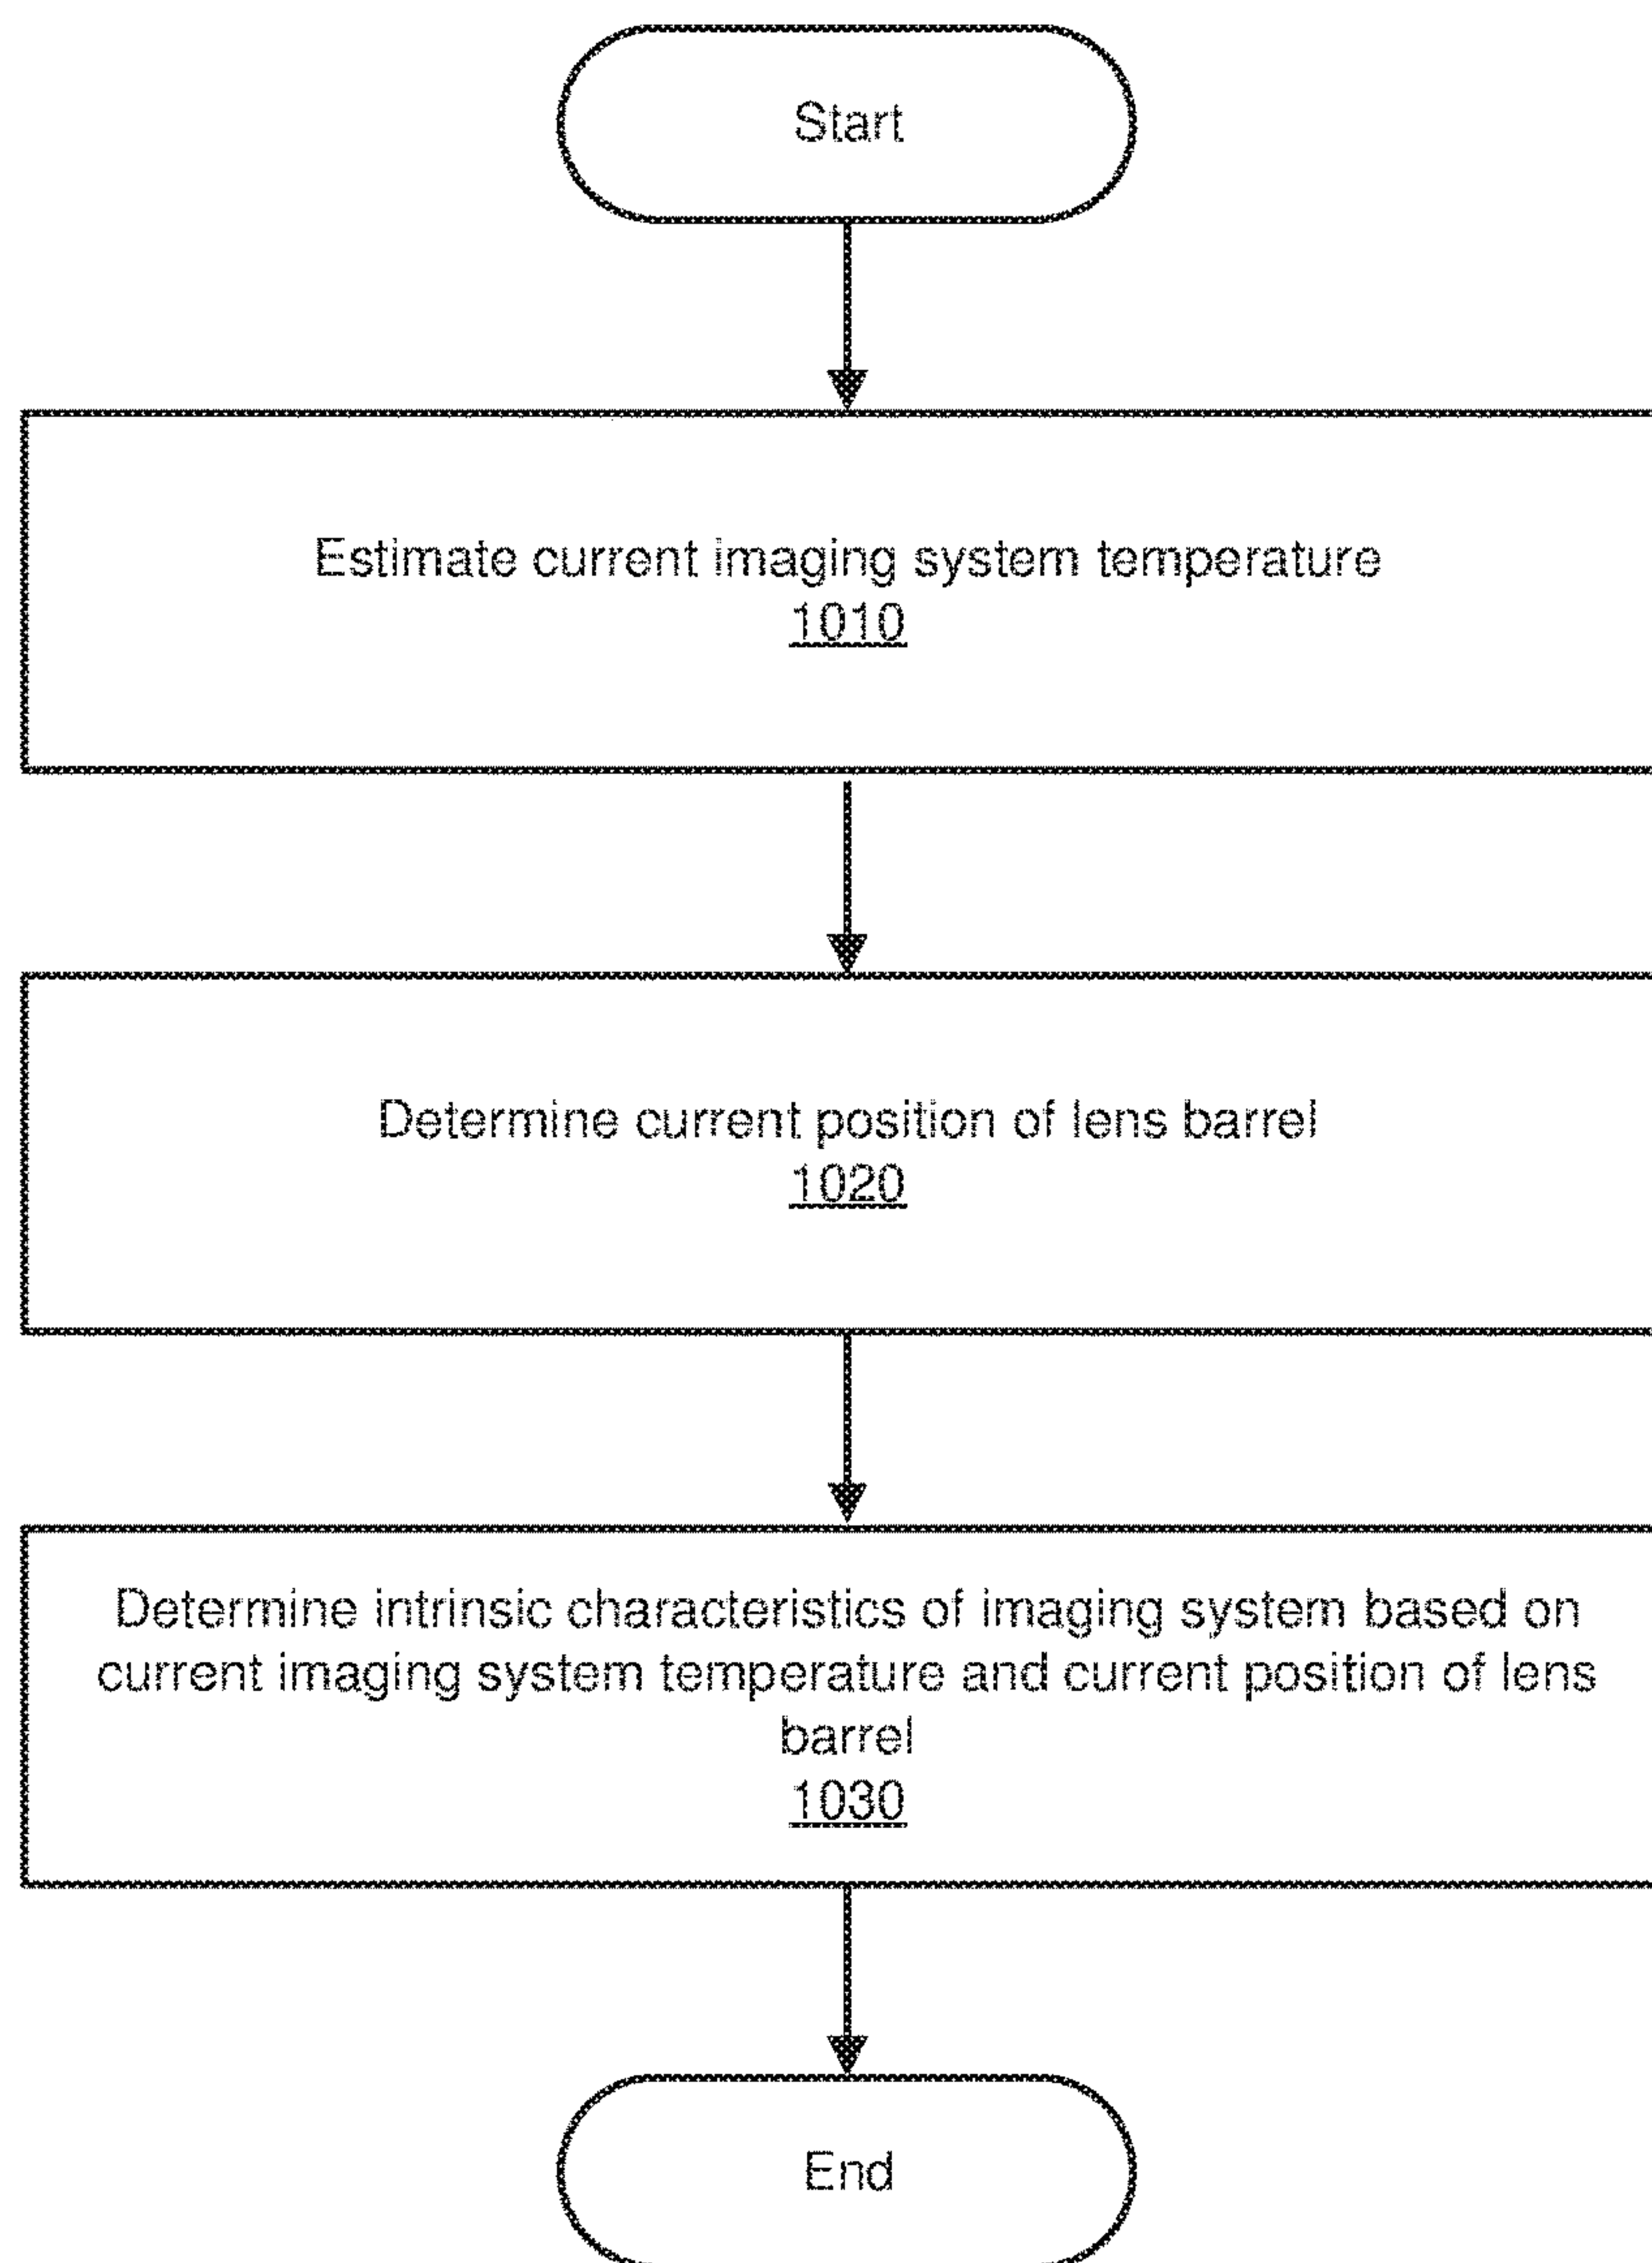 Start
Estimate current imaging system temperature
1010
Determine current position of lens barrel
1020
Determine intrinsic characteristics of imaging system based on
current imaging system temperature and current position of lens
barrel
1030
End